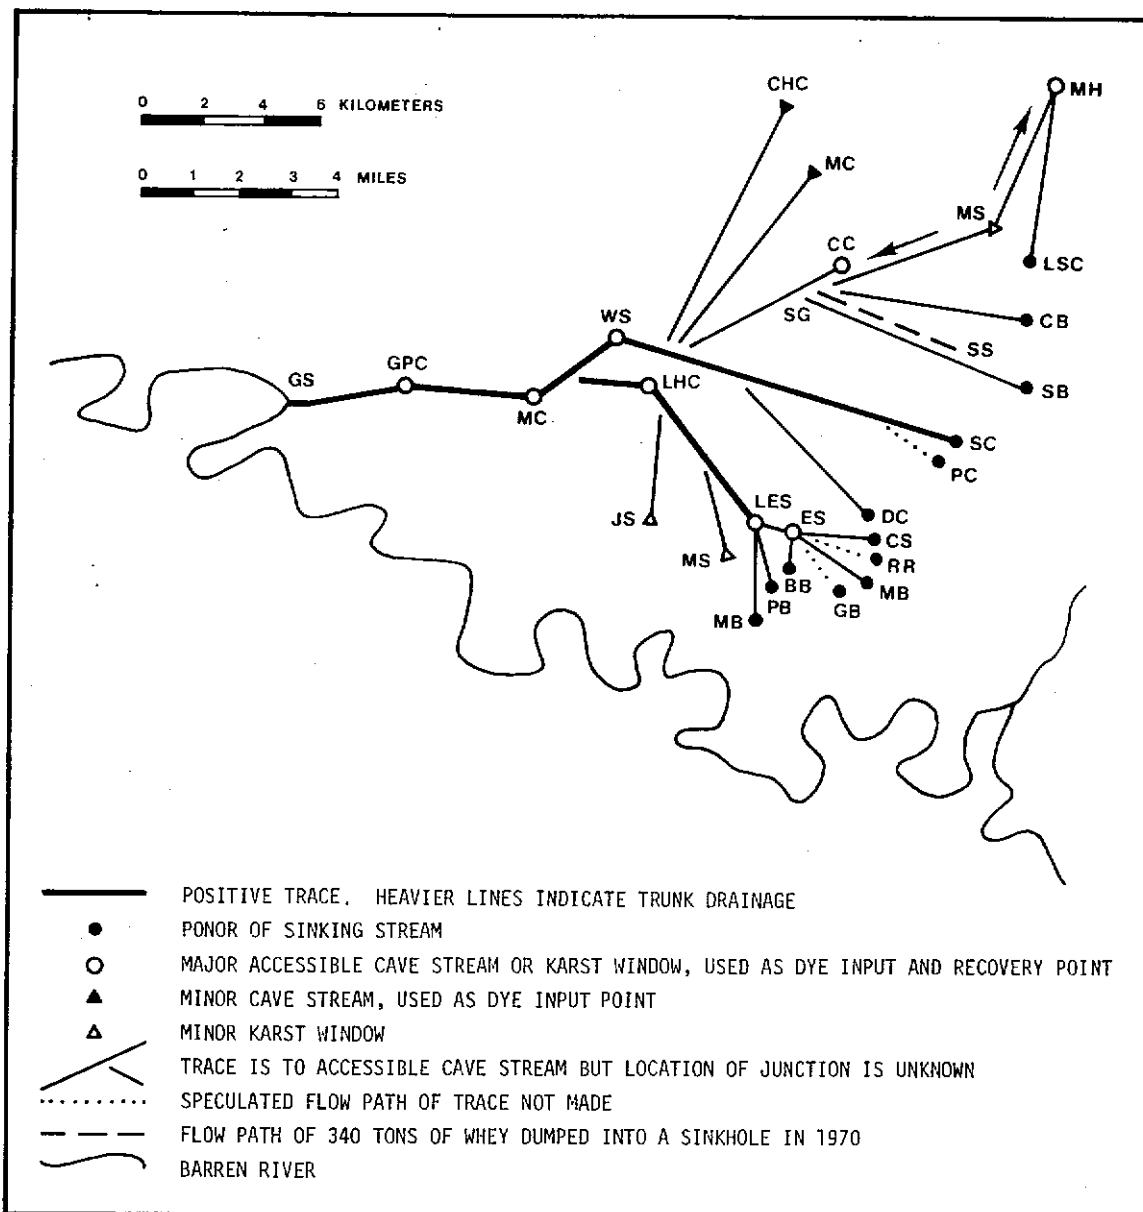 CHC
MH
0 2 4 6 KILOMETERS
MC
0 1 2 3 4 MILES
MS
CC
LSC
SG
WS
CB
SS
GPC
GS
LHC
SB
MC
SC
PC
JS
LES
ES
DC
CS
MS
RR
BB
MB
PB
GB
MB
POSITIVE TRACE. HEAVIER LINES INDICATE TRUNK DRAINAGE
PONOR OF SINKING STREAM
MAJOR ACCESSIBLE CAVE STREAM OR KARST WINDOW, USED AS DYE INPUT AND RECOVERY POINT
MINOR CAVE STREAM, USED AS DYE INPUT POINT
MINOR KARST WINDOW
TRACE IS TO ACCESSIBLE CAVE STREAM BUT LOCATION OF JUNCTION IS UNKNOWN
SPECULATED FLOW PATH OF TRACE NOT MADE
FLOW PATH OF 340 TONS OF WHEY DUMPED INTO A SINKHOLE IN 1970
BARREN RIVER